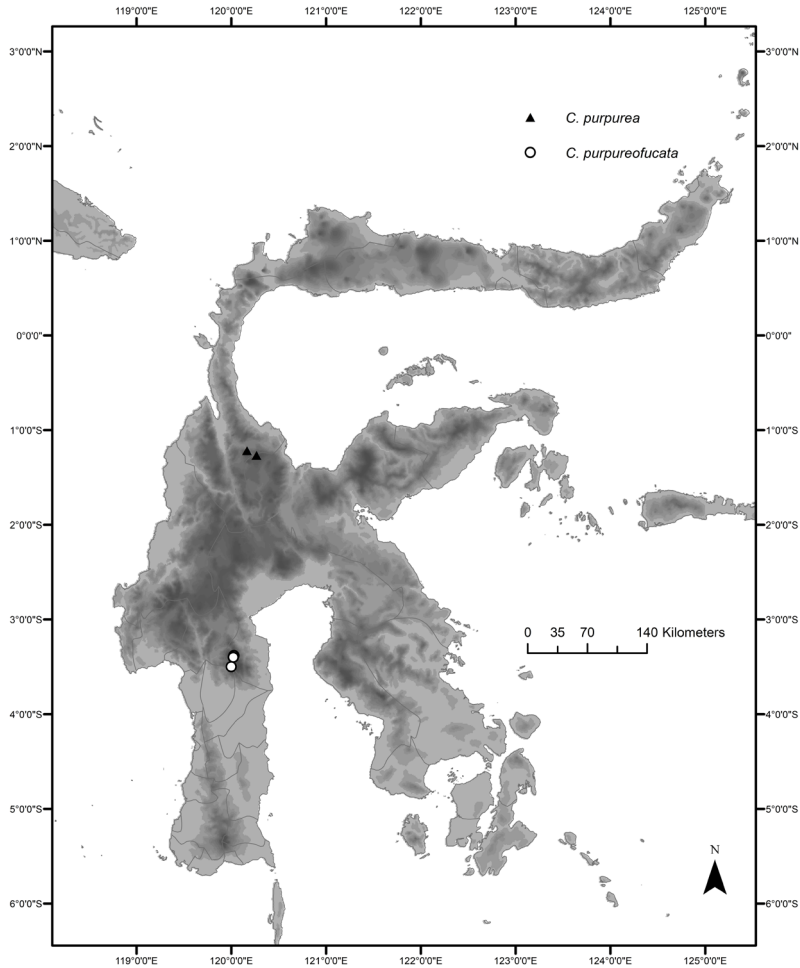 119°0'0"E 120°0'0"E 121°0'0"E 122°0'0"E 123°0'0"E 124°0'0"E 125°0'0"E
3°0'0"N 3°0'0"N
C. purpurea
2°0'0"N 2°0'0"N
C. purpureofucata
1°0'0"N 1°0'0"N
0°0'0" 0°0'0"
1°0'0"S 1°0'0"S
2°0'0"S 2°0'0"S
3°0'0"S 3°0'0"S
0 35 70 140 Kilometers
4°0'0"S 4°0'0"S
5°0'0"S 5°0'0"S
N
6°0'0"S 6°0'0"S
119°0'0"E 120°0'0"E 121°0'0"E 122°0'0"E 123°0'0"E 124°0'0"E 125°0'0"E